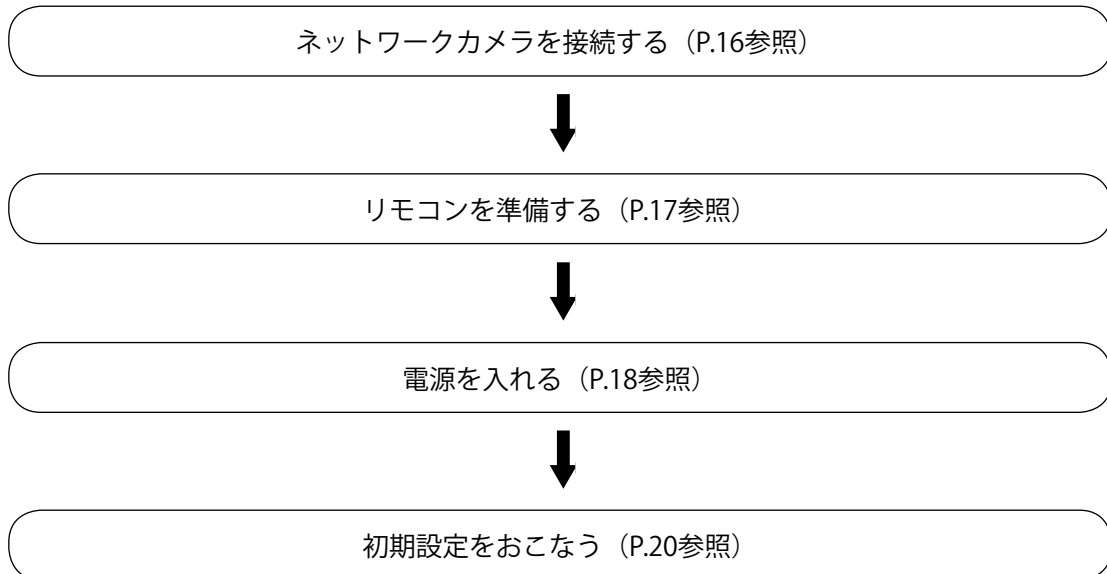 ネットワークカメラを接続する（P.16参照）
リモコンを準備する（P.17参照）
電源を入れる（P.18参照）
初期設定をおこなう（P.20参照）